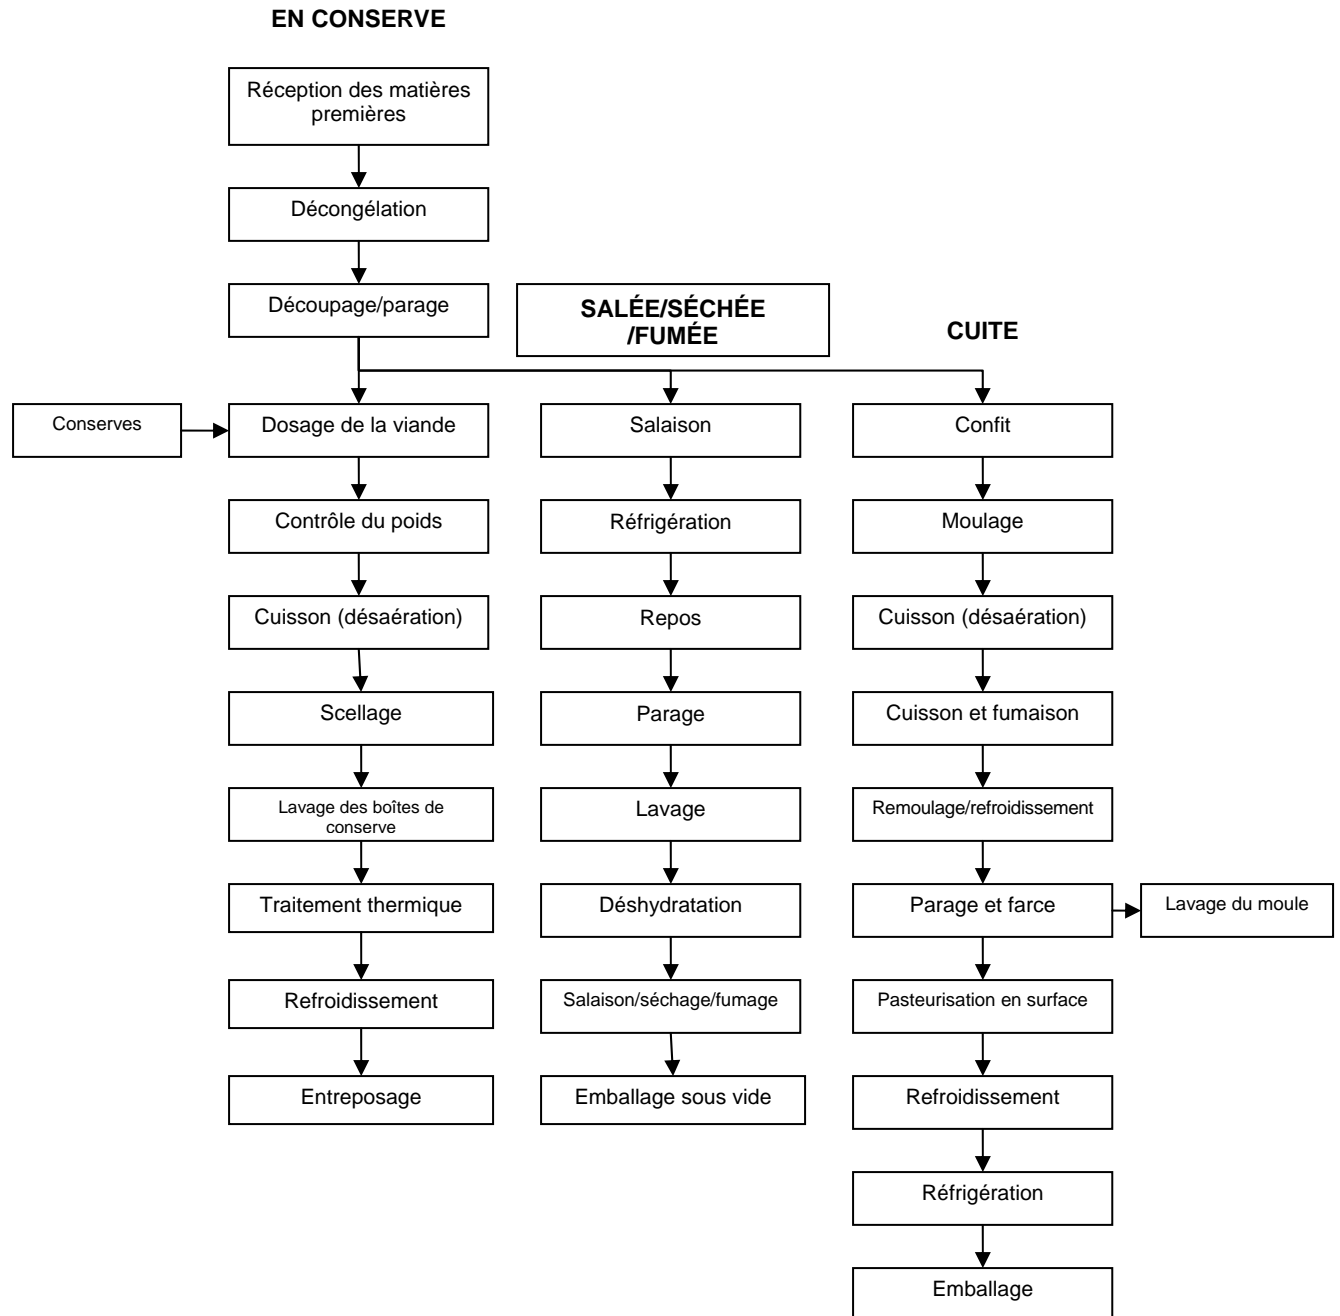 EN CONSERVE
Réception des matières
premières
Décongélation
Découpage/parage
SALÉE/SÉCHÉE
/FUMÉE
CUITE
Conserves
Dosage de la viande
Salaison
Confit
Contrôle du poids
Réfrigération
Moulage
Cuisson (désaération)
Repos
Cuisson (désaération)
Scellage
Parage
Cuisson et fumaison
Lavage des boîtes de
conserve
Lavage
Remoulage/refroidissement
Traitement thermique
Déshydratation
Parage et farce
Lavage du moule
Refroidissement
Salaison/séchage/fumage
Pasteurisation en surface
Entreposage
Emballage sous vide
Refroidissement
Réfrigération
Emballage